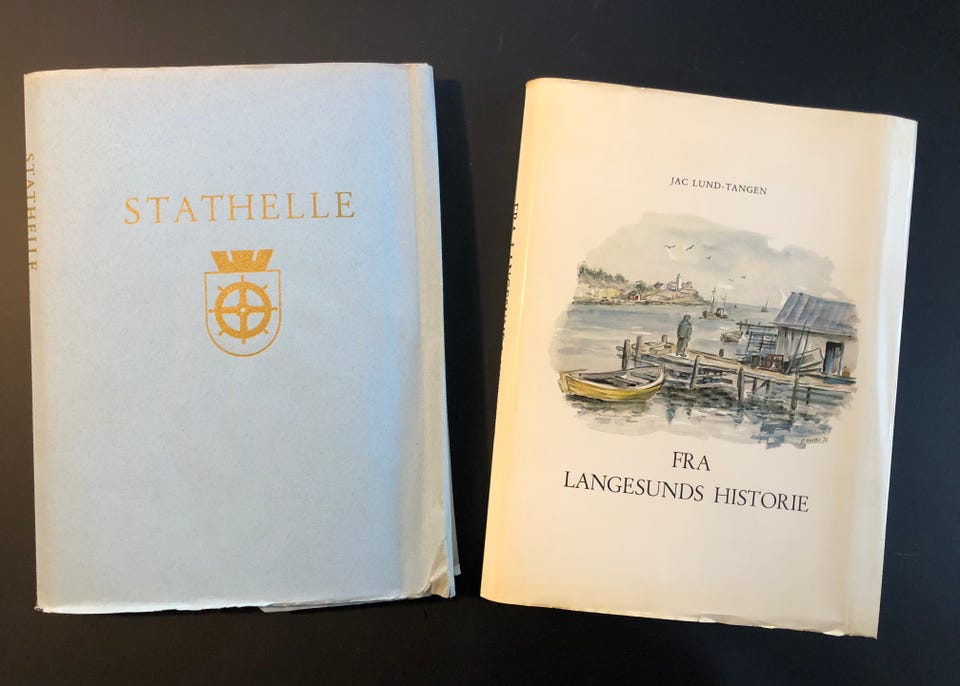 STATHELLE
STATHELLE
JAC LUND-TANGEN
FRA
LANGESUNDS HISTORIE